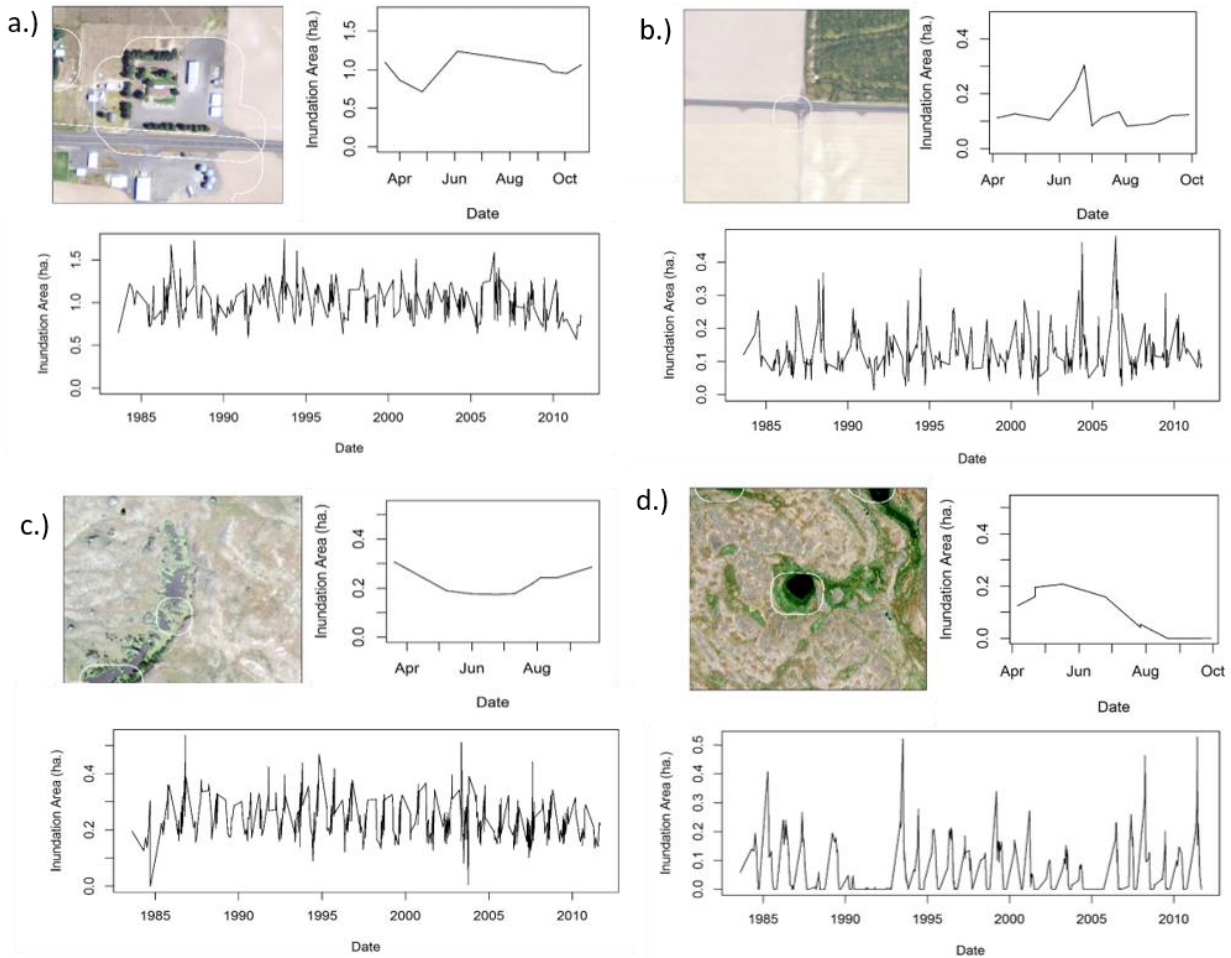 a.)
Inundation Area (ha.)
0.0 0.5 1.0 1.5
Apr Jun Aug Oct
Date
Inundation Area (ha.)
0.0 0.5 1.0 1.5
1985 1990 1995 2000 2005 2010
Date
b.)
Inundation Area (ha.)
0.0 0.2 0.4
Apr Jun Aug Oct
Date
Inundation Area (ha.)
0.0 0.1 0.2 0.3 0.4
1985 1990 1995 2000 2005 2010
Date
c.)
Inundation Area (ha.)
0.0 0.2 0.4
Apr Jun Aug
Date
Inundation Area (ha.)
0.0 0.2 0.4
1985 1990 1995 2000 2005 2010
Date
d.)
Inundation Area (ha.)
0.0 0.2 0.4
Apr Jun Aug Oct
Date
Inundation Area (ha.)
0.0 0.1 0.2 0.3 0.4 0.5
1985 1990 1995 2000 2005 2010
Date